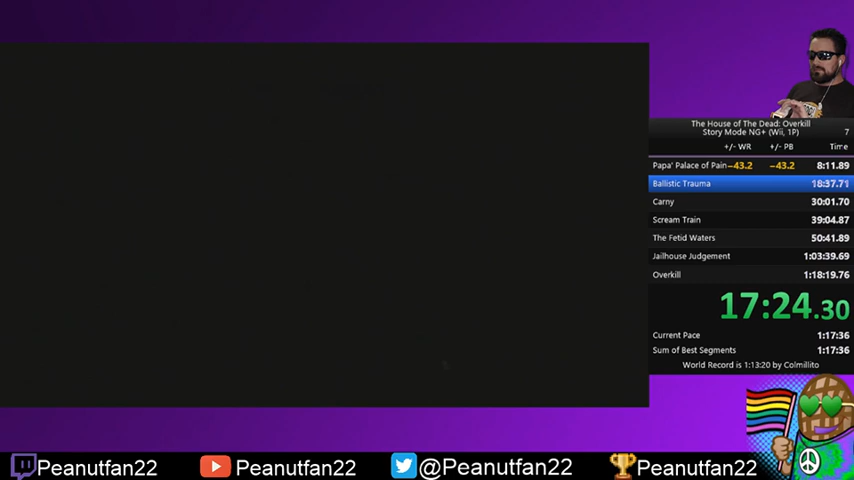 The House of The Dead: Overkill
Story Mode NG+ (Wii, 1P) 7
+/- WR +/- PB Time
Papa' Palace of Pain -43.2 -43.2 8:11.89
Ballistic Trauma 18:37.71
Carny 30:01.70
Scream Train 39:04.87
The Fetid Waters 50:41.89
Jailhouse Judgement 1:03:39.69
Overkill 1:18:19.76
17:24.30
Current Pace 1:17:36
Sum of Best Segments 1:17:36
World Record is 1:13:20 by Colmillito
Peanutfan22 Peanutfan22 @Peanutfan22 Peanutfan22